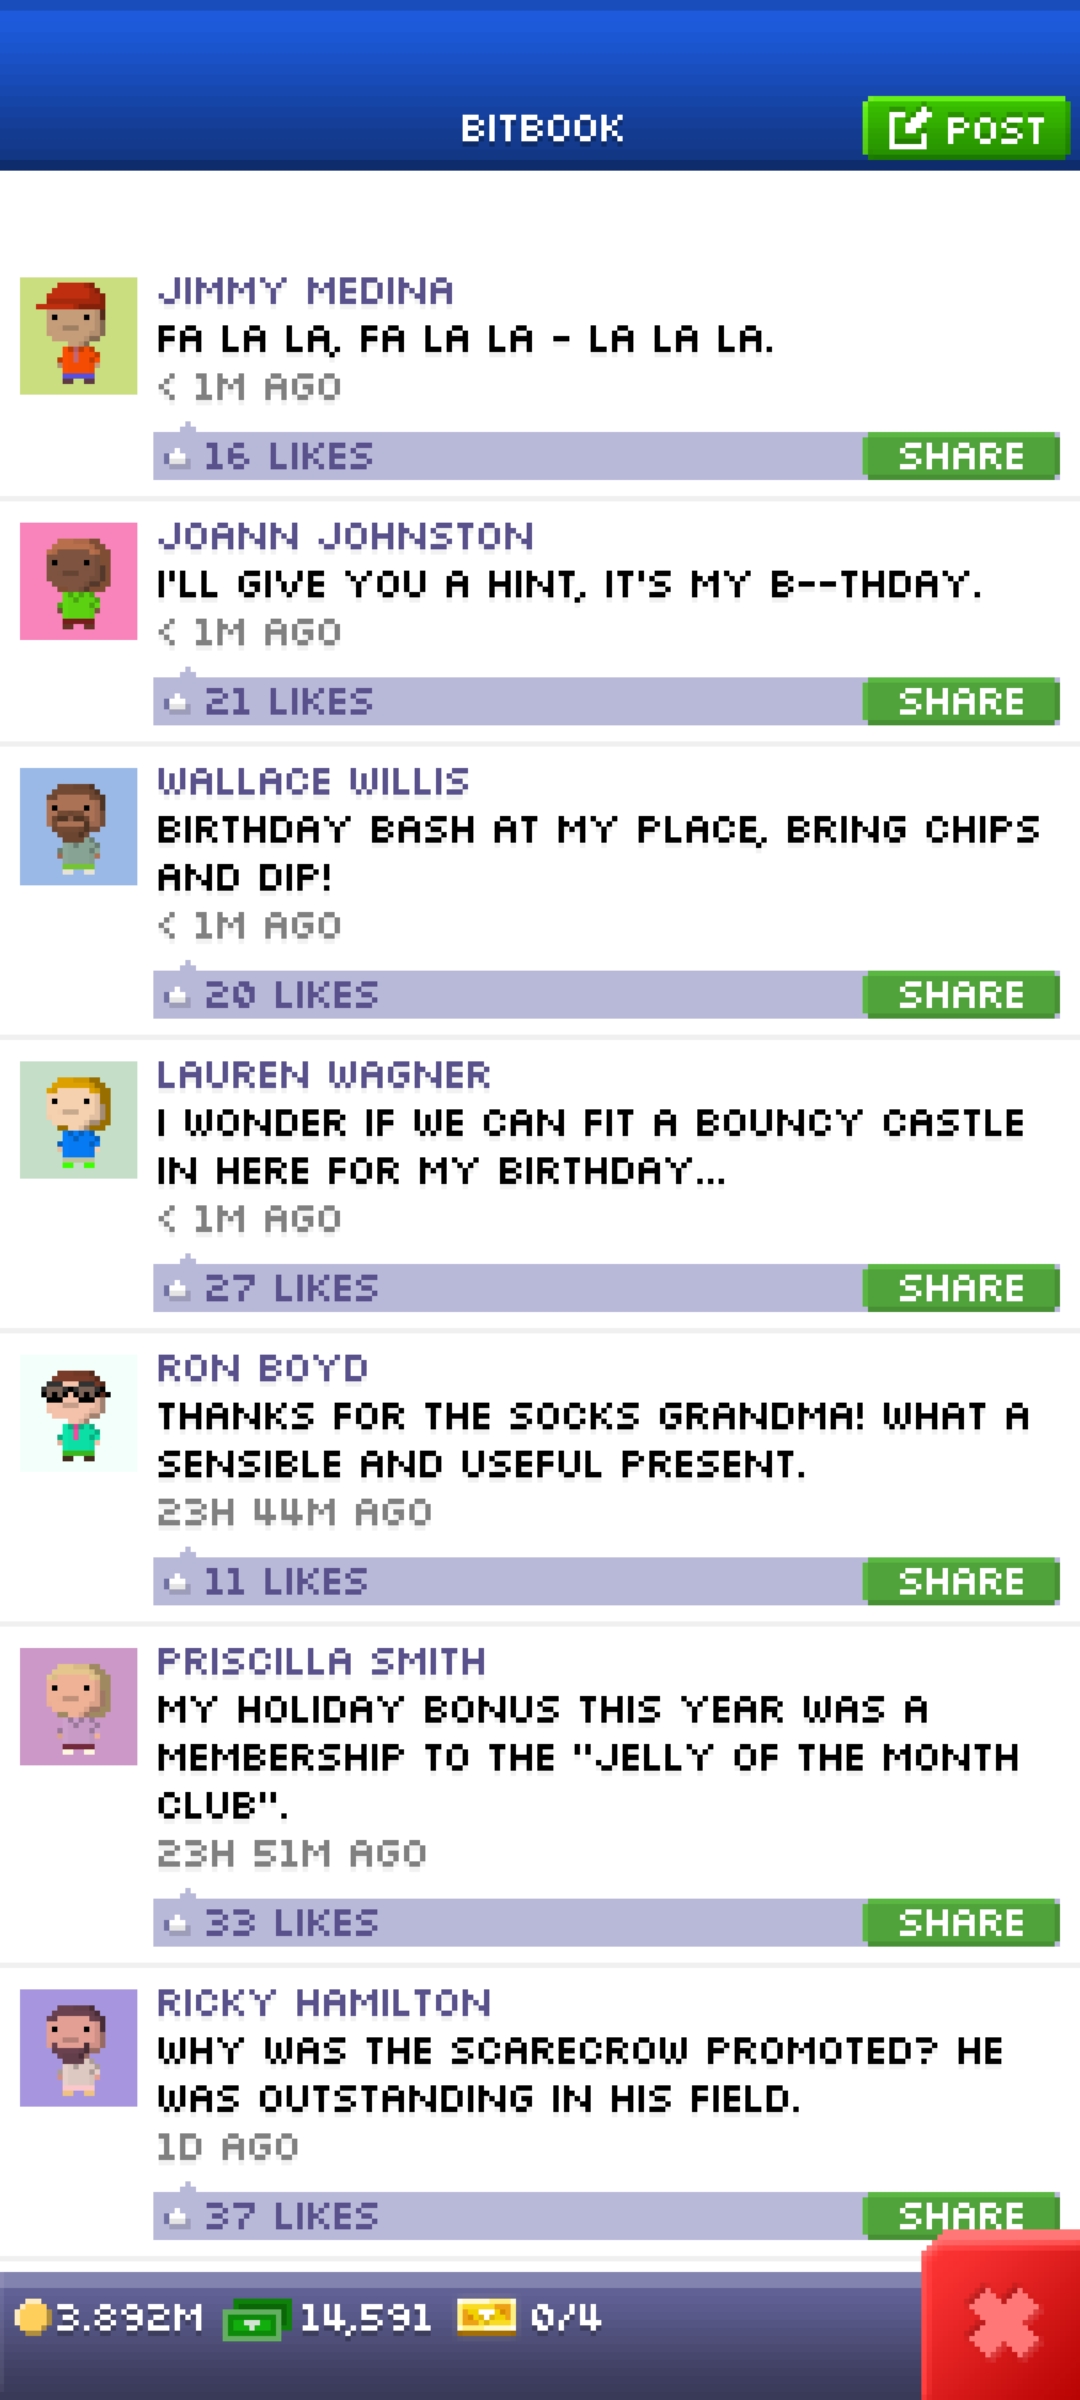 BITBOOK
POST
JIMMY MEDINA
FA LA LA, FA LA LA - LA LA LA.
< 1M AGO
16 LIKES
SHARE
JOANN JOHNSTON
I'LL GIVE YOU A HINT, IT'S MY B--THDAY.
< 1M AGO
21 LIKES
SHARE
WALLACE WILLIS
BIRTHDAY BASH AT MY PLACE, BRING CHIPS
AND DIP!
< 1M AGO
20 LIKES
SHARE
LAUREN WAGNER
I WONDER IF WE CAN FIT A BOUNCY CASTLE
IN HERE FOR MY BIRTHDAY...
< 1M AGO
27 LIKES
SHARE
RON BOYD
THANKS FOR THE SOCKS GRANDMA! WHAT A
SENSIBLE AND USEFUL PRESENT.
23H 44M AGO
11 LIKES
SHARE
PRISCILLA SMITH
MY HOLIDAY BONUS THIS YEAR WAS A
MEMBERSHIP TO THE "JELLY OF THE MONTH
CLUB".
23H 51M AGO
33 LIKES
SHARE
RICKY HAMILTON
WHY WAS THE SCARECROW PROMOTED? HE
WAS OUTSTANDING IN HIS FIELD.
1D AGO
37 LIKES
SHARE
3.892M 14,591 0/4